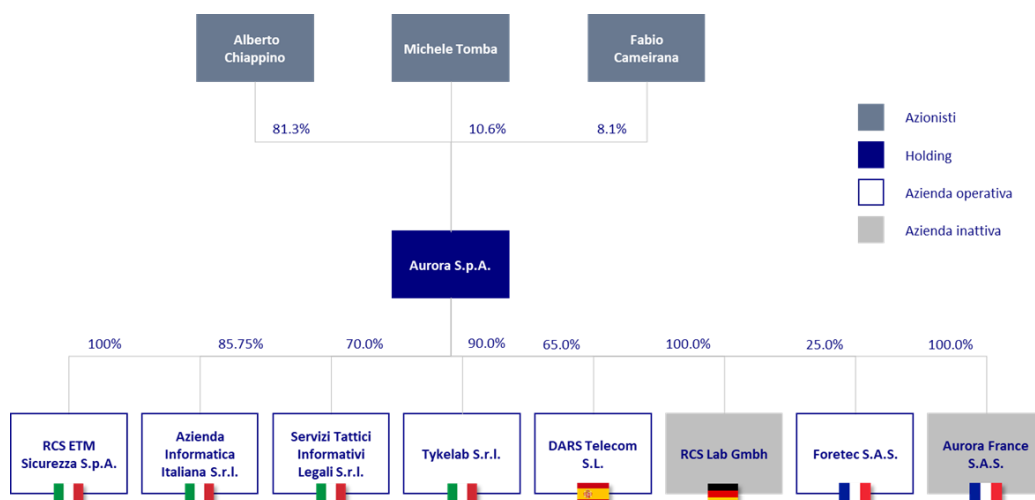 Alberto
Chiappino
Michele Tomba
Fabio
Cameirana
81.3%
10.6%
8.1%
Azionisti
Holding
Azienda operativa
Azienda inattiva
Aurora S.p.A.
100%
85.75%
70.0%
90.0%
65.0%
100.0%
25.0%
100.0%
RCS ETM
Sicurezza S.p.A.
Azienda
Informatica
Italiana S.r.l.
Servizi Tattici
Informativi
Legali S.r.l.
Tykelab S.r.l.
DARS Telecom
S.L.
RCS Lab Gmbh
Foretec S.A.S.
Aurora France
S.A.S.